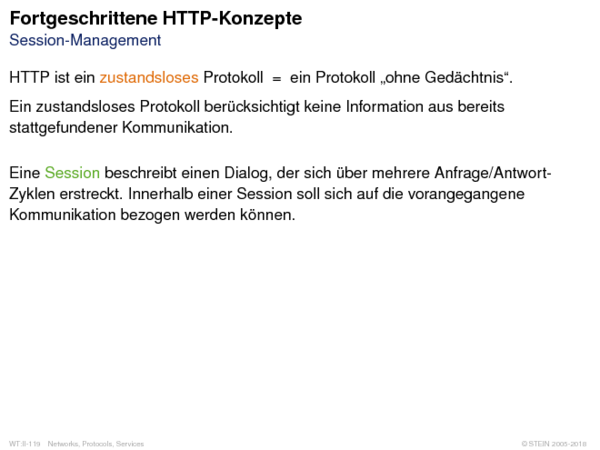 Fortgeschrittene HTTP-Konzepte
Session-Management
HTTP ist ein zustandsloses Protokoll = ein Protokoll „ohne Gedächtnis“.
Ein zustandsloses Protokoll berücksichtigt keine Information aus bereits
stattgefundener Kommunikation.
Eine Session beschreibt einen Dialog, der sich über mehrere Anfrage/Antwort-
Zyklen erstreckt. Innerhalb einer Session soll sich auf die vorangegangene
Kommunikation bezogen werden können.
WT:II-119 Networks, Protocols, Services
© STEIN 2005-2018